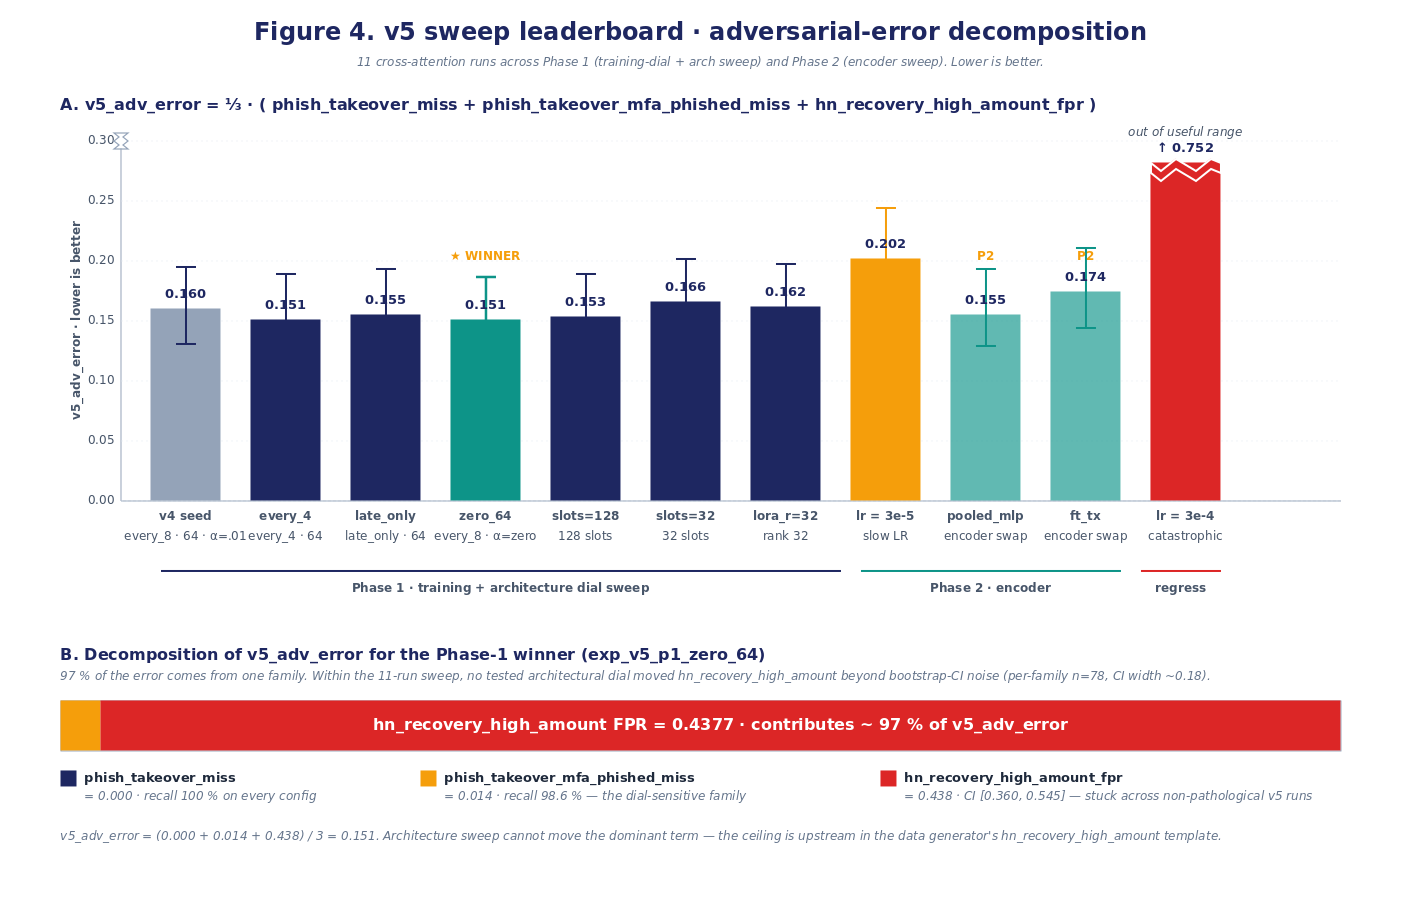 Figure 4. v5 sweep leaderboard · adversarial-error decomposition
11 cross-attention runs across Phase 1 (training-dial + arch sweep) and Phase 2 (encoder sweep). Lower is better.
A. v5_adv_error = ⅓ · ( phish_takeover_miss + phish_takeover_mfa_phished_miss + hn_recovery_high_amount_fpr )
out of useful range
↑ 0.752
0.30
0.25
0.20
0.15
0.10
0.05
0.00
v5_adv_error · lower is better
★ WINNER
P2
P2
0.160
0.151
0.155
0.151
0.153
0.166
0.162
0.202
0.155
0.174
v4 seed
every_8 · 64 · α=.01
every_4
every_4 · 64
late_only
late_only · 64
zero_64
every_8 · α=zero
slots=128
128 slots
slots=32
32 slots
lora_r=32
rank 32
lr = 3e-5
slow LR
pooled_mlp
encoder swap
ft_tx
encoder swap
lr = 3e-4
catastrophic
Phase 1 · training + architecture dial sweep
Phase 2 · encoder
regress
B. Decomposition of v5_adv_error for the Phase-1 winner (exp_v5_p1_zero_64)
97 % of the error comes from one family. Within the 11-run sweep, no tested architectural dial moved hn_recovery_high_amount beyond bootstrap-CI noise (per-family n=78, CI width ~0.18).
hn_recovery_high_amount FPR = 0.4377 · contributes ~ 97 % of v5_adv_error
phish_takeover_miss
= 0.000 · recall 100 % on every config
phish_takeover_mfa_phished_miss
= 0.014 · recall 98.6 % — the dial-sensitive family
hn_recovery_high_amount_fpr
= 0.438 · CI [0.360, 0.545] — stuck across non-pathological v5 runs
v5_adv_error = (0.000 + 0.014 + 0.438) / 3 = 0.151. Architecture sweep cannot move the dominant term — the ceiling is upstream in the data generator's hn_recovery_high_amount template.